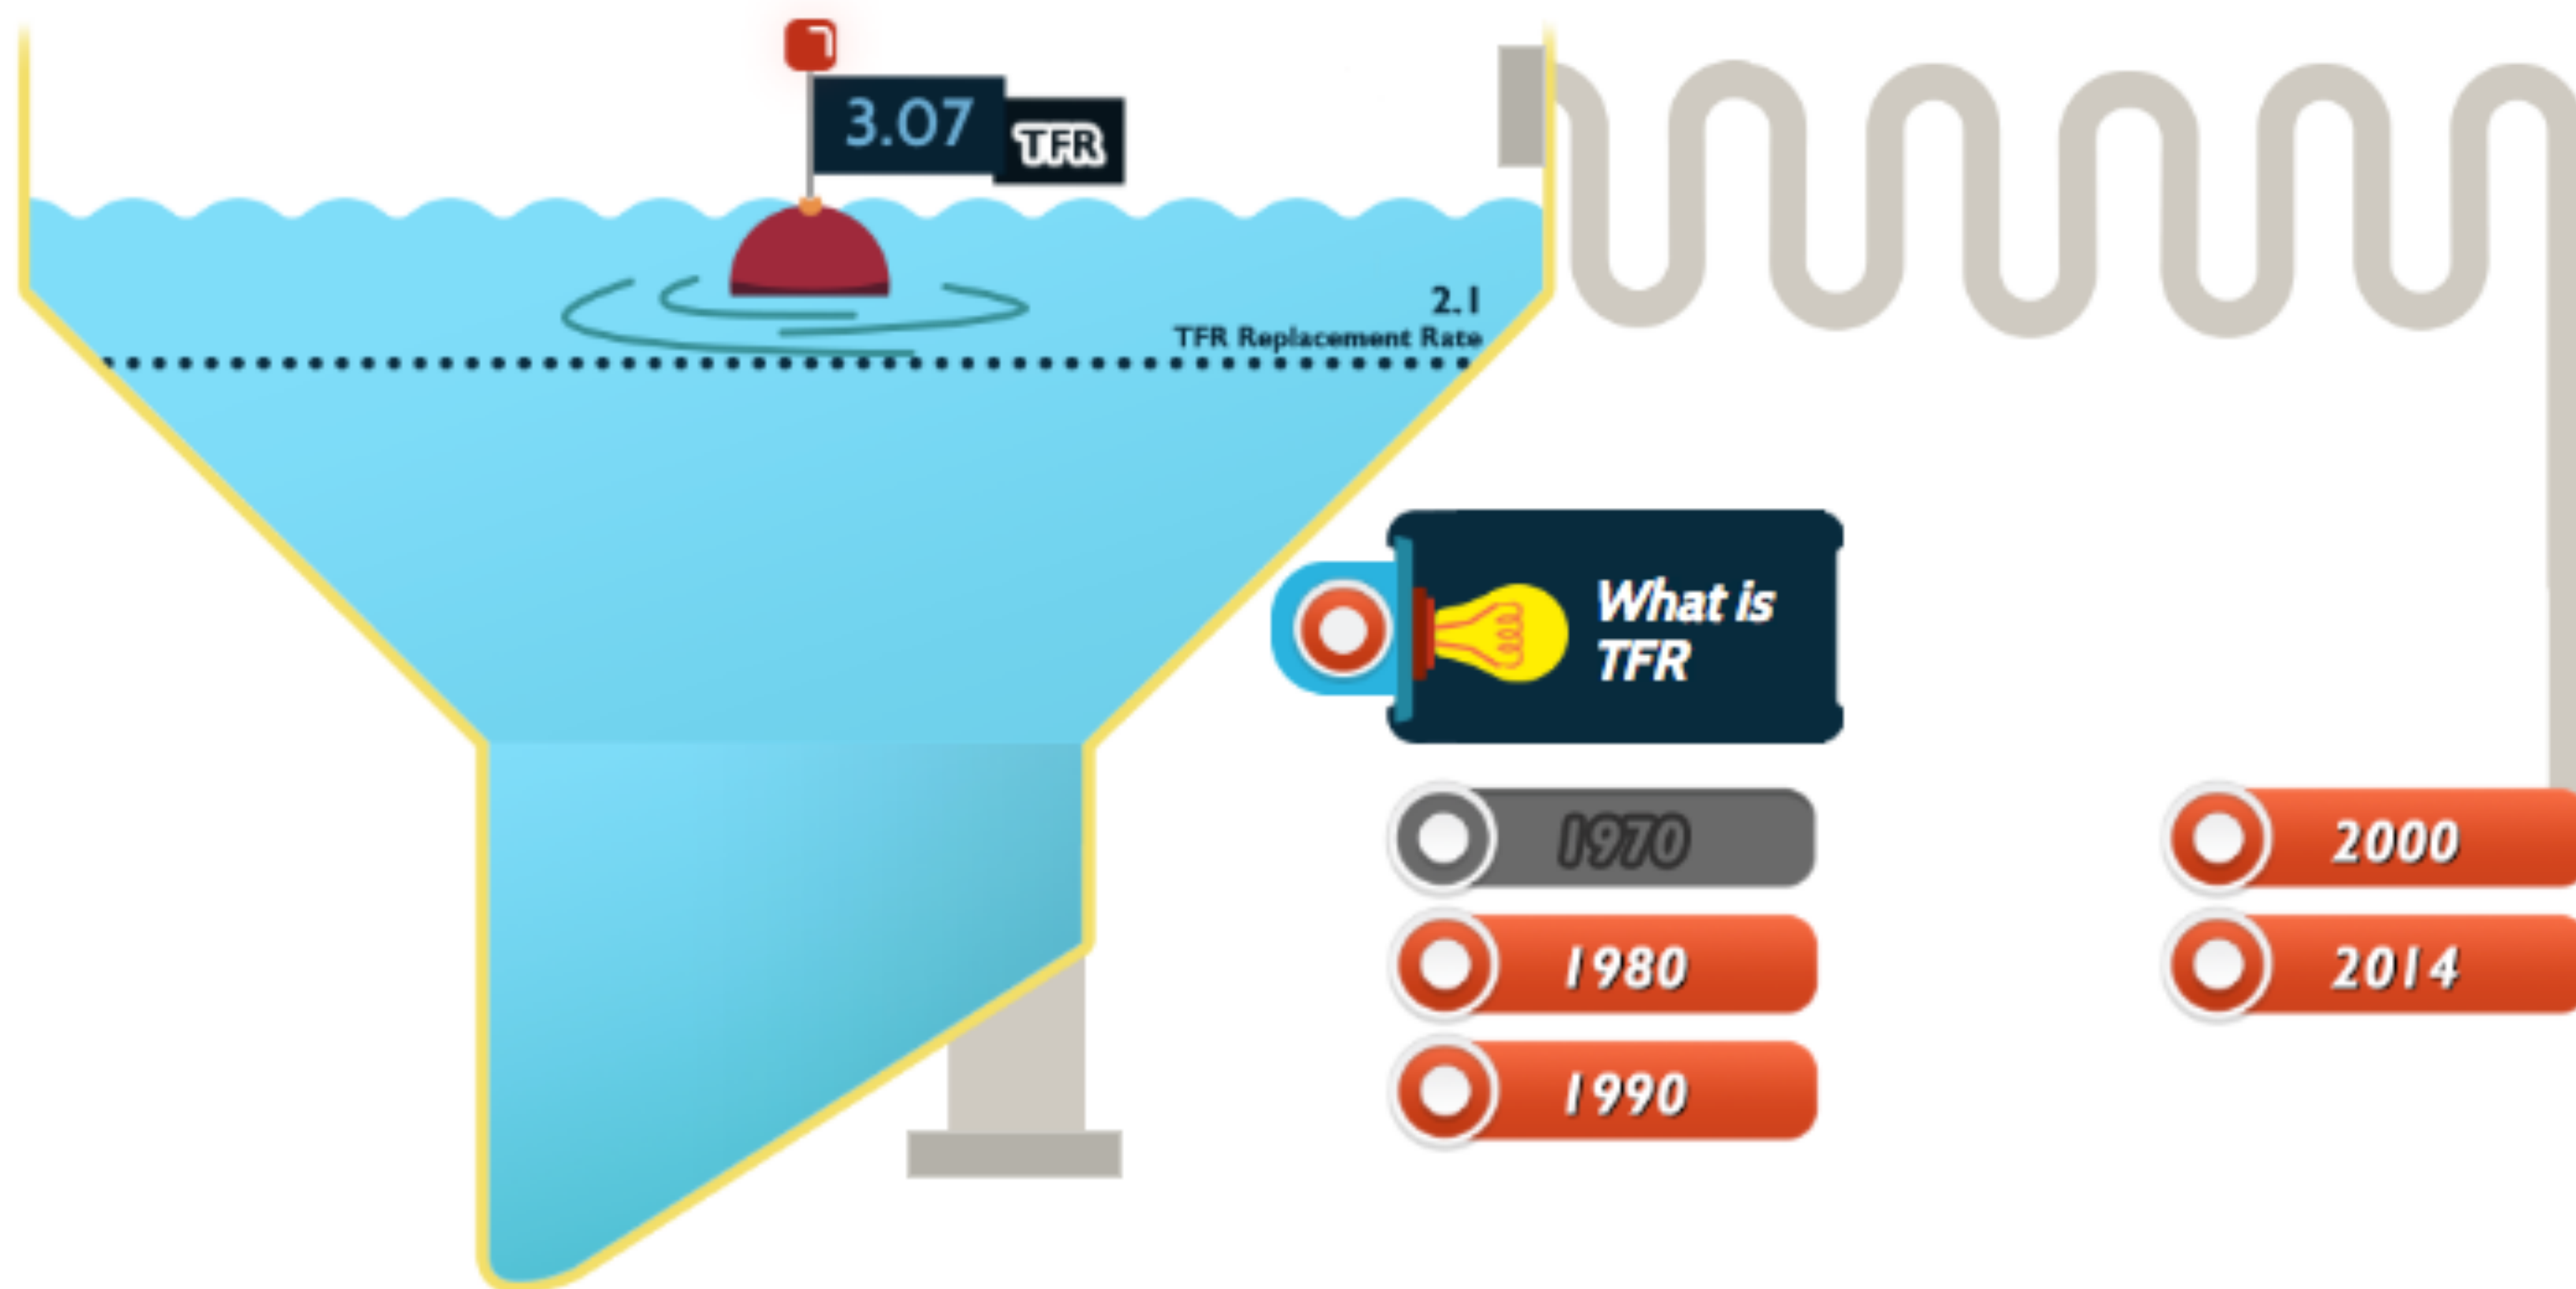 3.07
TFR
2.1
TFR Replacement Rate
What is
TFR
1970
1980
1990
2000
2014